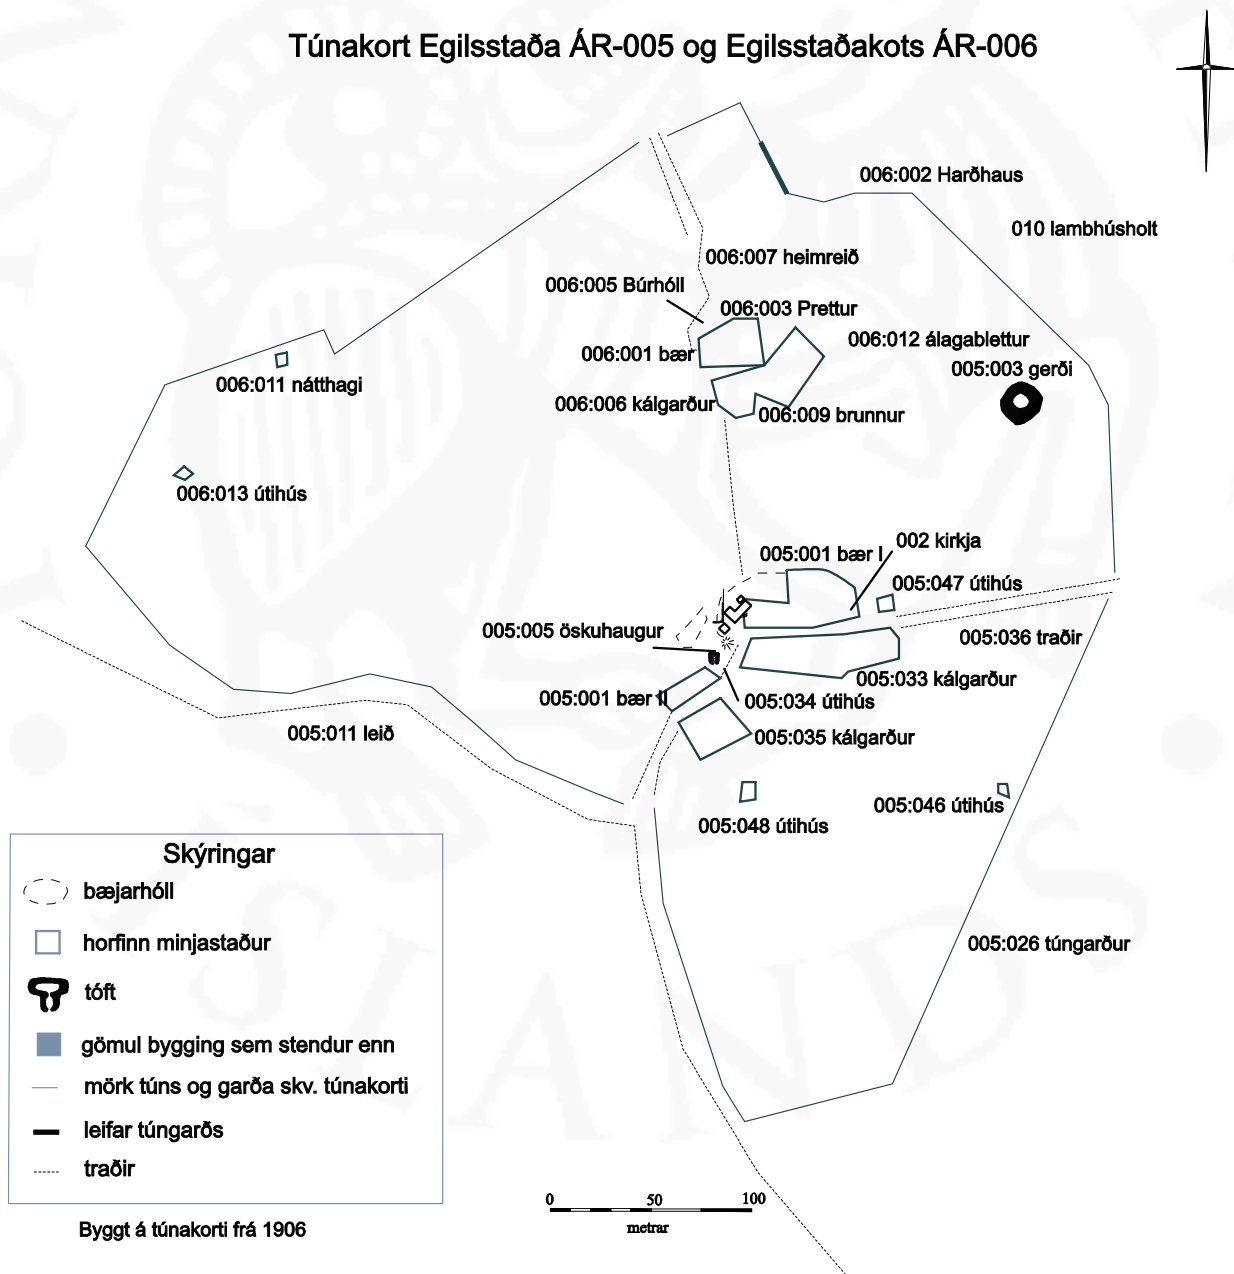 Túnakort Egilsstaða ÁR-005 og Egilsstaðakots ÁR-006
006:002 Harðhaus
010 lambhúsholt
006:007 heimreið
006:005 Búrhóll
006:003 Prettur
006:012 álagablettur
006:001 bær
005:003 gerði
006:011 nátthagi
006:006 kálgarður
006:009 brunnur
006:013 útihús
002 kirkja
005:001 bær I
005:047 útihús
005:005 öskuhaugur
005:036 traðir
005:033 kálgarður
005:001 bær II
005:034 útihús
005:011 leið
005:035 kálgarður
005:046 útihús
005:048 útihús
005:026 túngarður
Skýringar
bæjarhóll
horfinn minjastaður
tóft
gömul bygging sem stendur enn
mörk túns og garða skv. túnakorti
leifar túngarðs
traðir
0 50 100
metrar
Byggt á túnakorti frá 1906